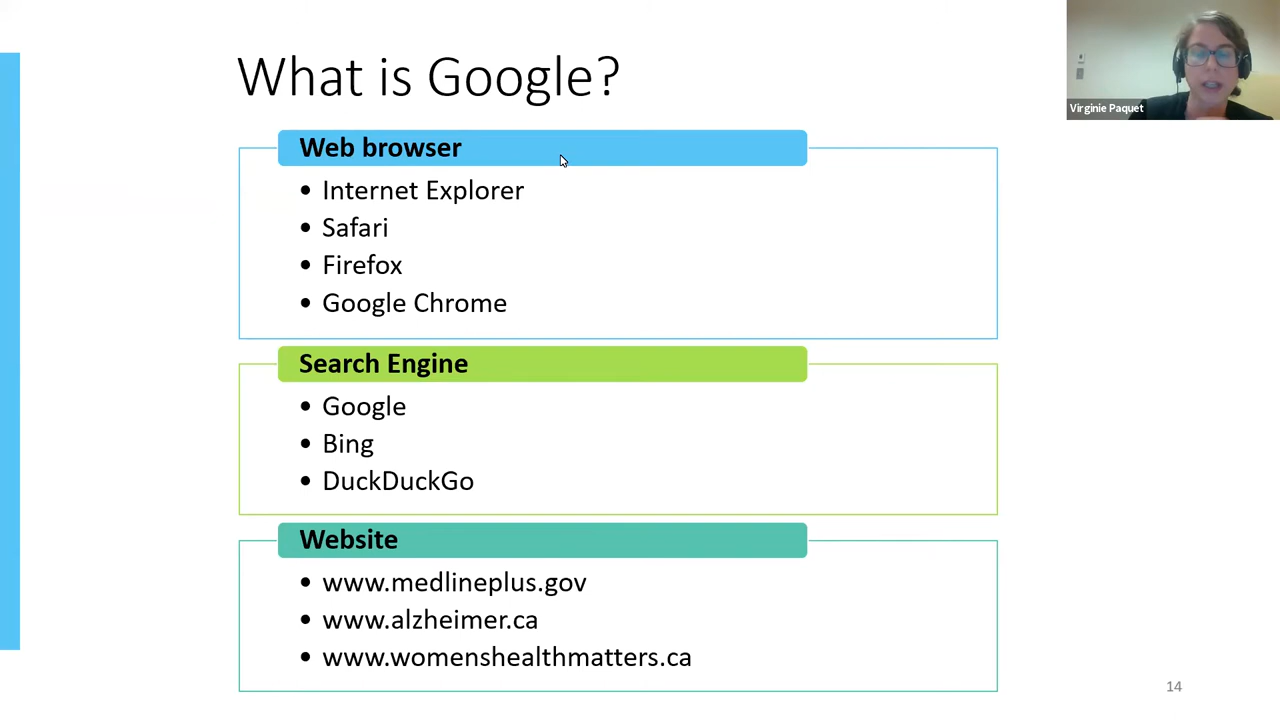 What is Google?
Virginie Paquet
Web browser
• Internet Explorer
• Safari
• Firefox
• Google Chrome
Search Engine
• Google
• Bing
• DuckDuckGo
Website
• www.medlineplus.gov
• www.alzheimer.ca
• www.womenshealthmatters.ca
14